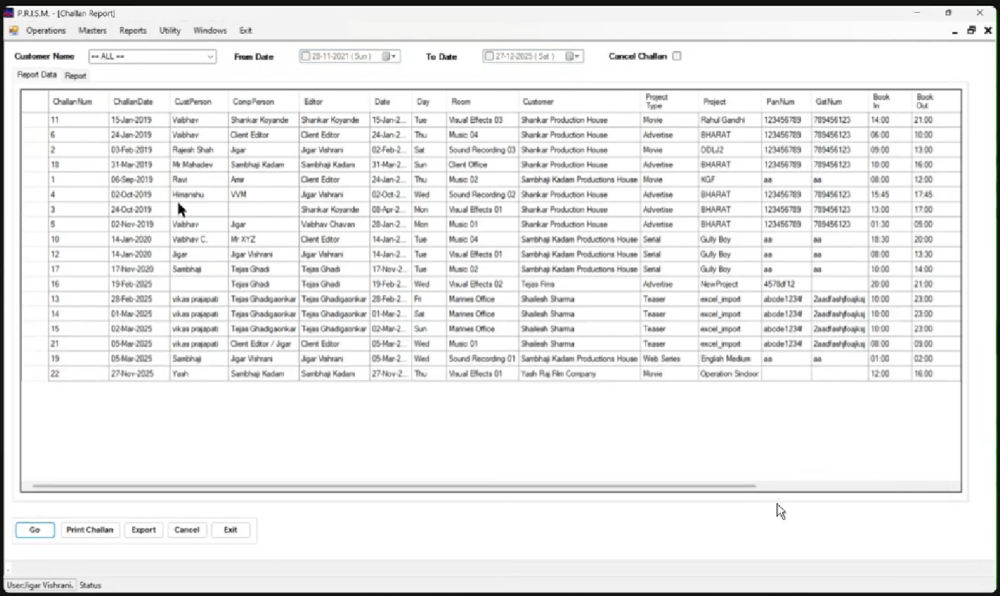 P.R.I.S.M. - [Challan Report]
Operations Masters Reports Utility Windows Exit
Customer Name -- ALL -- From Date 28-11-2021 ( Sun ) To Date 27-12-2025 ( Sat ) Cancel Challan
Report Data Report
ChallanNum ChallanDate CustPerson CompPerson Editor Date Day Room Customer Project Type Project PanNum GstNum Book In Book Out
11 15-Jan-2019 Vaibhav Shankar Koyande Shankar Koyande 15-Jan-2... Tue Visual Effects 03 Shankar Production House Movie Rahul Gandhi 123456789 789456123 14:00 21:00
6 24-Jan-2019 Vaibhav Client Editor Client Editor 24-Jan-2... Thu Music 04 Shankar Production House Advertise BHARAT 123456789 789456123 06:00 10:00
2 03-Feb-2019 Rajesh Shah Jigar Jigar Vishrani 02-Feb-2... Sat Sound Recording 03 Shankar Production House Movie DDLJ2 123456789 789456123 09:00 13:00
18 31-Mar-2019 Mr Mahadev Sambhaji Kadam Sambhaji Kadam 31-Mar-2... Sun Client Office Shankar Production House Advertise BHARAT 123456789 789456123 10:00 16:00
1 06-Sep-2019 Ravi Amir Client Editor 24-Jan-2... Thu Music 02 Sambhaji Kadam Productions House Movie KGF aa aa 08:00 12:00
4 02-Oct-2019 Himanshu VVM Jigar Vishrani 02-Oct-2... Wed Sound Recording 02 Shankar Production House Advertise BHARAT 123456789 789456123 15:45 17:45
3 24-Oct-2019 Shankar Koyande 08-Apr-2... Mon Visual Effects 01 Shankar Production House Advertise BHARAT 123456789 789456123 13:00 17:00
5 02-Nov-2019 Vaibhav Jigar Vaibhav Chavan 28-Jan-2... Mon Music 01 Shankar Production House Advertise BHARAT 123456789 789456123 01:30 05:00
10 14-Jan-2020 Vaibhav C. Mr XYZ Client Editor 14-Jan-2... Tue Music 04 Sambhaji Kadam Productions House Serial Gully Boy aa aa 18:30 20:00
12 14-Jan-2020 Jigar Jigar Vishrani Jigar Vishrani 14-Jan-2... Tue Visual Effects 01 Sambhaji Kadam Productions House Serial Gully Boy aa aa 08:00 13:30
17 17-Nov-2020 Sambhaji Tejas Ghadi Tejas Ghadi 17-Nov-2... Tue Music 02 Sambhaji Kadam Productions House Serial Gully Boy aa aa 10:00 14:00
16 19-Feb-2025 Tejas Ghadi Tejas Ghadi 19-Feb-2... Wed Visual Effects 02 Tejas Fims Advertise NewProject 4578df12 20:00 21:00
13 28-Feb-2025 vikas prajapati Tejas Ghadigaonkar Tejas Ghadigaonkar 28-Feb-2... Fri Marines Office Shailesh Sharma Teaser excel_import abcde1234f 10:00 23:00
14 01-Mar-2025 vikas prajapati Tejas Ghadigaonkar Tejas Ghadigaonkar 01-Mar-2... Sat Marines Office Shailesh Sharma Teaser excel_import abcde1234f 10:00 23:00
15 02-Mar-2025 vikas prajapati Tejas Ghadigaonkar Tejas Ghadigaonkar 02-Mar-2... Sun Marines Office Shailesh Sharma Teaser excel_import abcde1234f 10:00 23:00
21 05-Mar-2025 vikas prajapati Client Editor / Jigar Client Editor 05-Mar-2... Wed Music 01 Shailesh Sharma Teaser excel_import abcde1234f 08:00 09:00
19 05-Mar-2025 Sambhaji Jigar Vishrani Jigar Vishrani 05-Mar-2... Wed Sound Recording 01 Sambhaji Kadam Productions House Web Series English Medium aa aa 01:00 02:00
22 27-Nov-2025 Yash Sambhaji Kadam Sambhaji Kadam 27-Nov-2... Thu Visual Effects 01 Yash Raj Film Company Movie Operation Sindoor 12:00 16:00
Go Print Challan Export Cancel Exit
User:Jigar Vishrani. Status